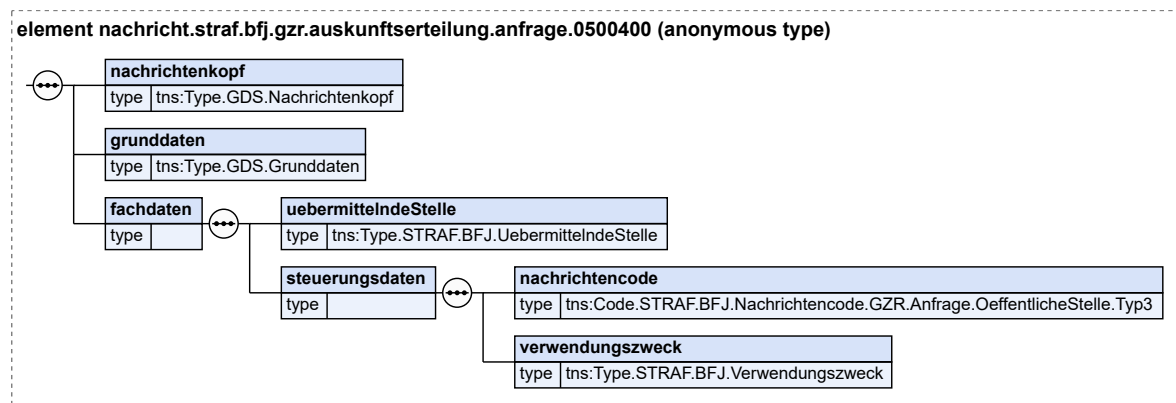 element nachricht.straf.bfj.gzr.auskunftserteilung.anfrage.0500400 (anonymous type)
nachrichtenkopf
type tns:Type.GDS.Nachrichtenkopf
grunddaten
type tns:Type.GDS.Grunddaten
fachdaten
type
uebermittelndeStelle
type tns:Type.STRAF.BFJ.UebermittelndeStelle
steuerungsdaten
type
nachrichtencode
type tns:Code.STRAF.BFJ.Nachrichtencode.GZR.Anfrage.OeffentlicheStelle.Typ3
verwendungszweck
type tns:Type.STRAF.BFJ.Verwendungszweck